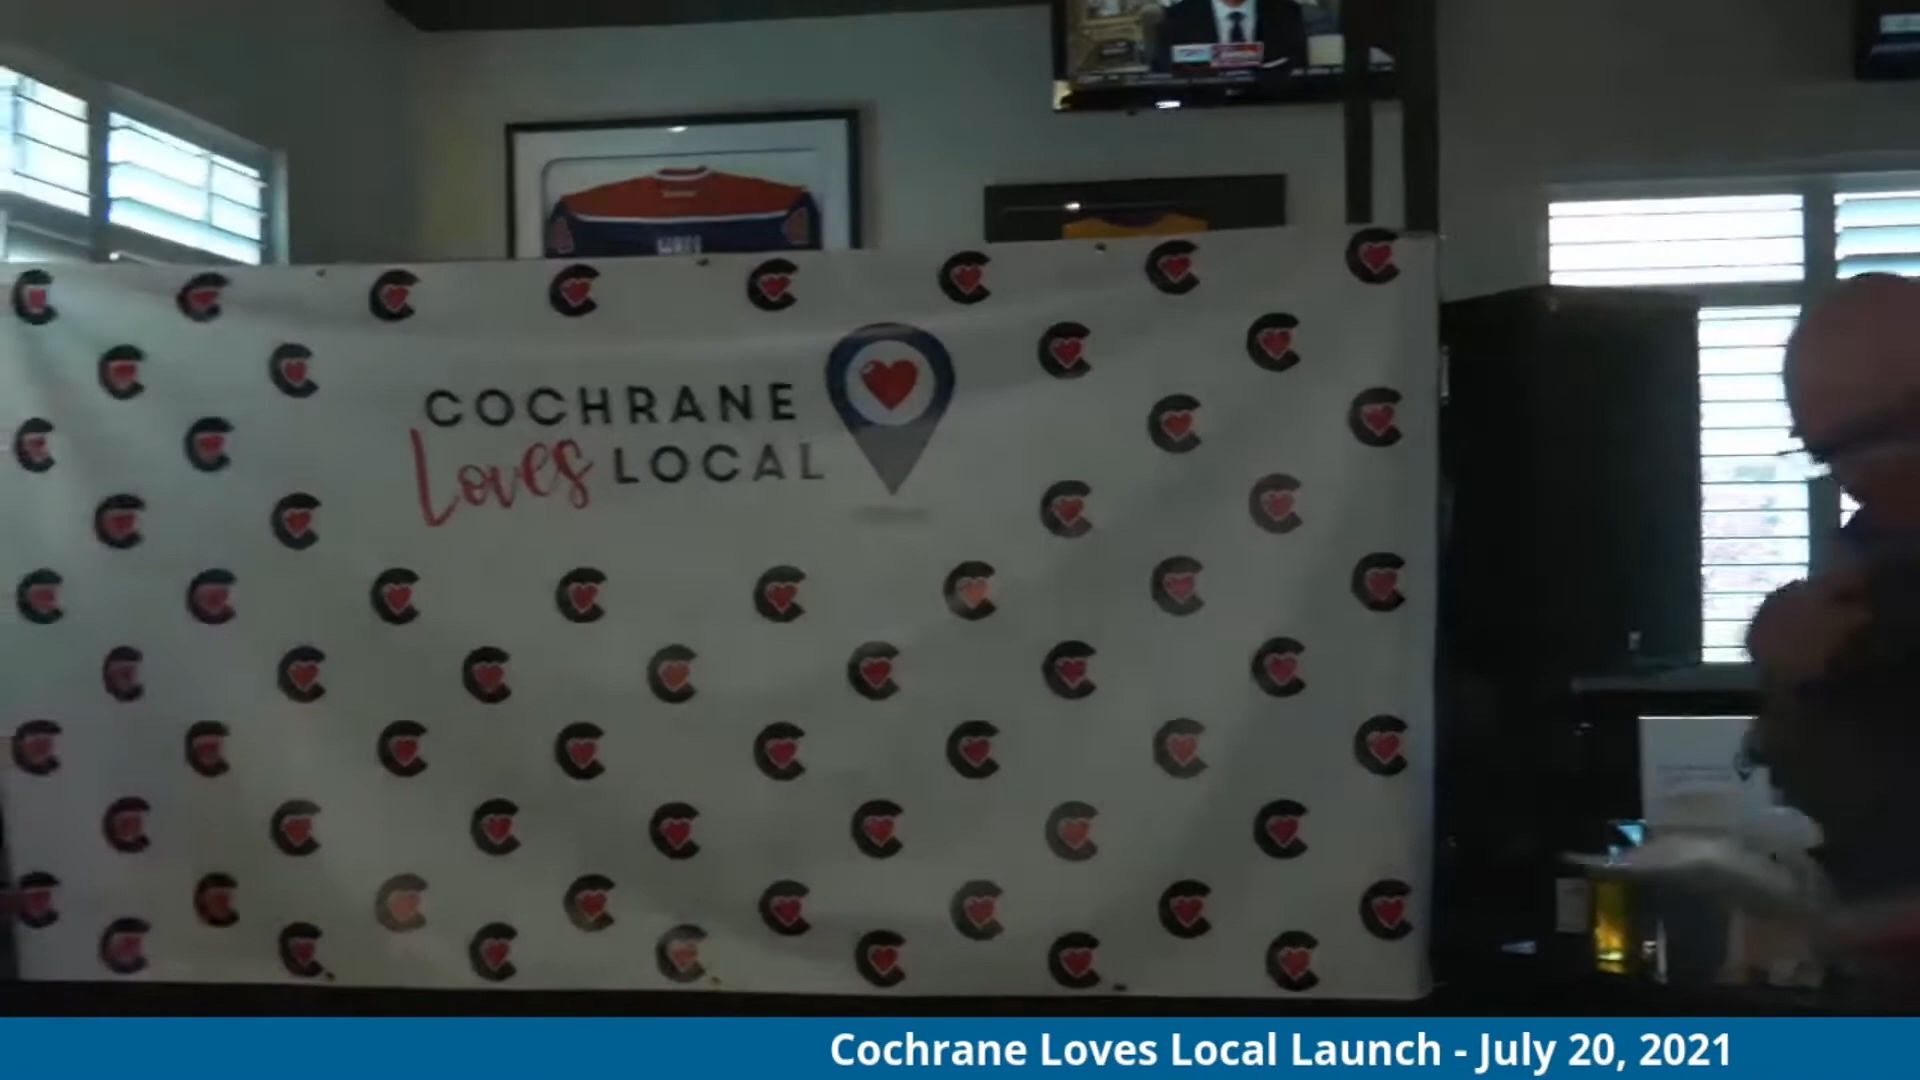 COCHRANE
Loves LOCAL
Cochrane Loves Local Launch - July 20, 2021